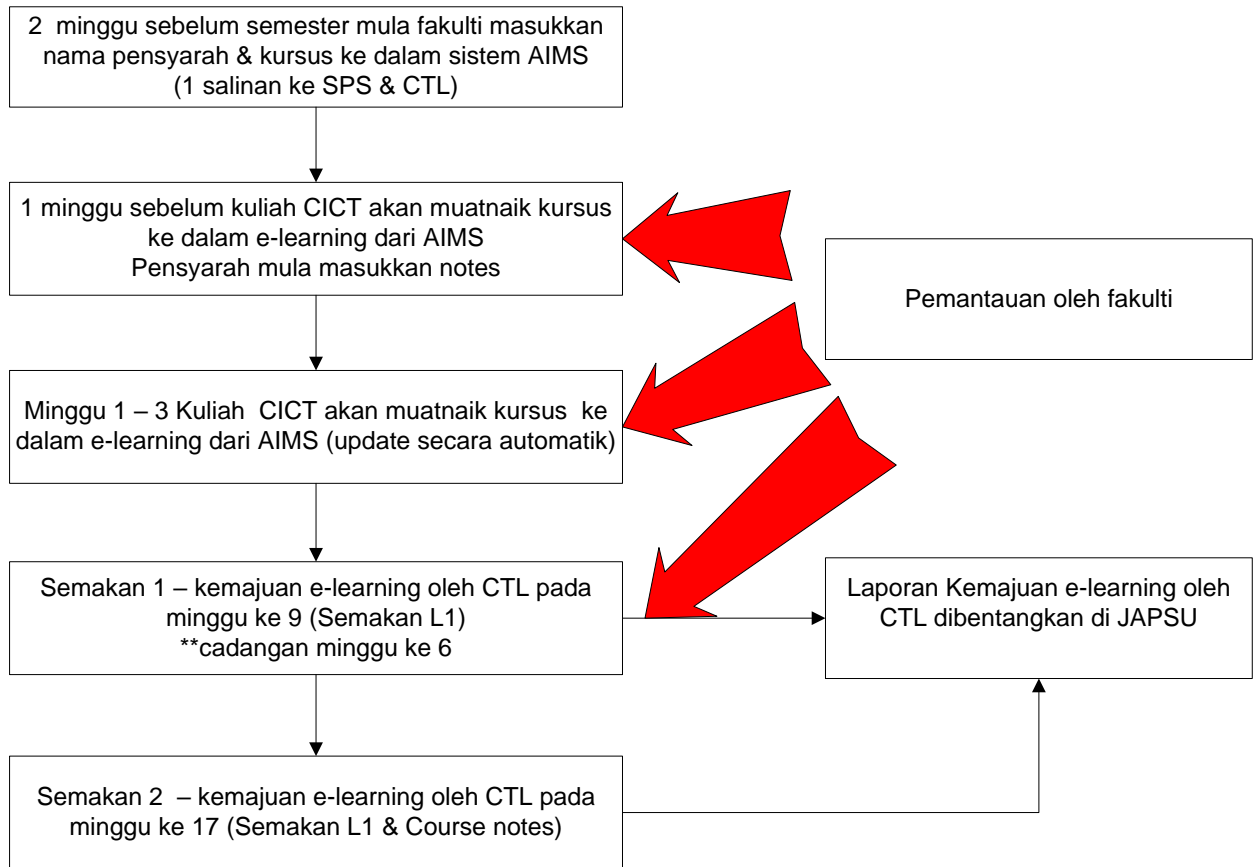 2 minggu sebelum semester mula fakulti masukkan
nama pensyarah & kursus ke dalam sistem AIMS
(1 salinan ke SPS & CTL)
1 minggu sebelum kuliah CICT akan muatnaik kursus
ke dalam e-learning dari AIMS
Pensyarah mula masukkan notes
Pemantauan oleh fakulti
Minggu 1 – 3 Kuliah CICT akan muatnaik kursus ke
dalam e-learning dari AIMS (update secara automatik)
Semakan 1 – kemajuan e-learning oleh CTL pada
minggu ke 9 (Semakan L1)
**cadangan minggu ke 6
Laporan Kemajuan e-learning oleh
CTL dibentangkan di JAPSU
Semakan 2 – kemajuan e-learning oleh CTL pada
minggu ke 17 (Semakan L1 & Course notes)